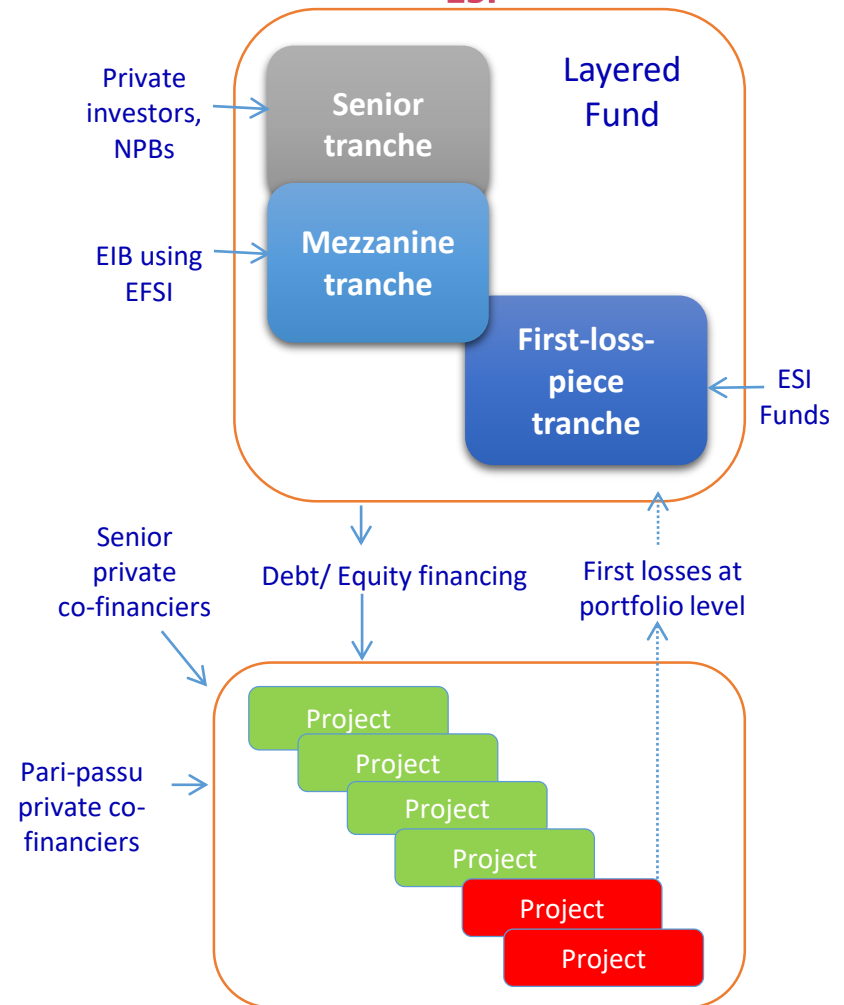 Layered
Fund
Private
investors,
NPBs
Senior
tranche
EIB using
EFSI
Mezzanine
tranche
First-loss-
piece
tranche
ESI
Funds
Senior
private
co-financiers
Debt/ Equity financing
First losses at
portfolio level
Pari-passu
private co-
financiers
Project
Project
Project
Project
Project
Project